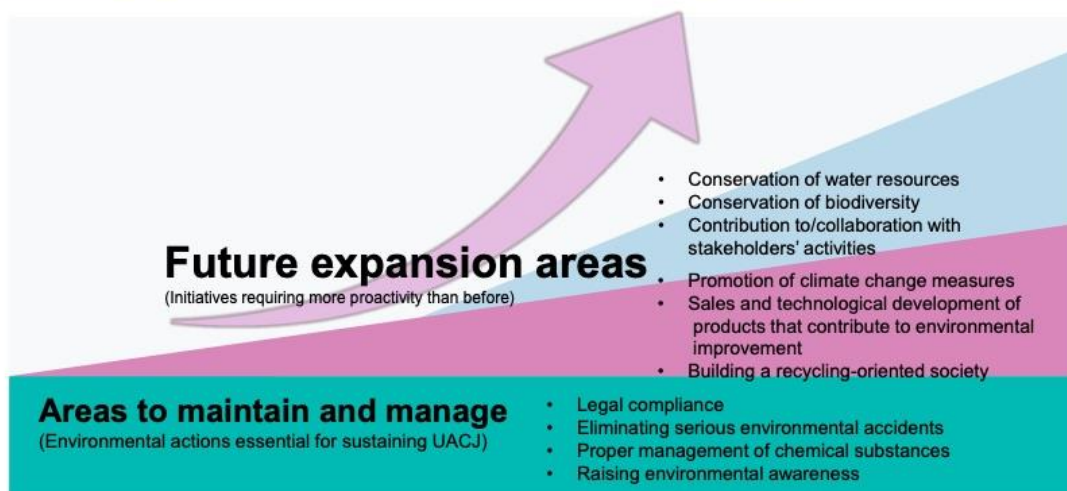 • Conservation of water resources
• Conservation of biodiversity
• Contribution to/collaboration with
stakeholders’ activities
Future expansion areas
(Initiatives requiring more proactivity than before)
• Promotion of climate change measures
• Sales and technological development of
products that contribute to environmental
improvement
• Building a recycling-oriented society
Areas to maintain and manage
(Environmental actions essential for sustaining UACJ)
• Legal compliance
• Eliminating serious environmental accidents
• Proper management of chemical substances
• Raising environmental awareness